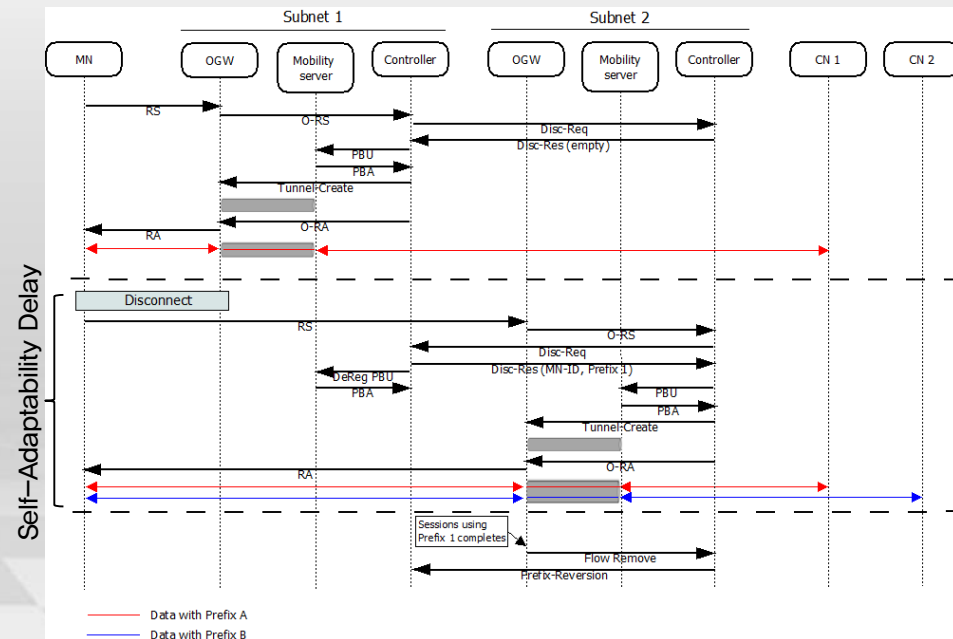 Subnet 1
Subnet 2
MN
OGW
Mobility
server
Controller
OGW
Mobility
server
Controller
CN 1
CN 2
RS
O-RS
Disc-Req
Disc-Res (empty)
PBU
PBA
Tunnel-Create
O-RA
RA
Self-Adaptability Delay
Disconnect
RS
O-RS
Disc-Req
Disc-Res (MN-ID, Prefix 1)
DeReg PBU
PBA
PBU
PBA
Tunnel-Create
O-RA
RA
Sessions using
Prefix 1 completes
Flow Remove
Prefix-Reversion
Data with Prefix A
Data with Prefix B